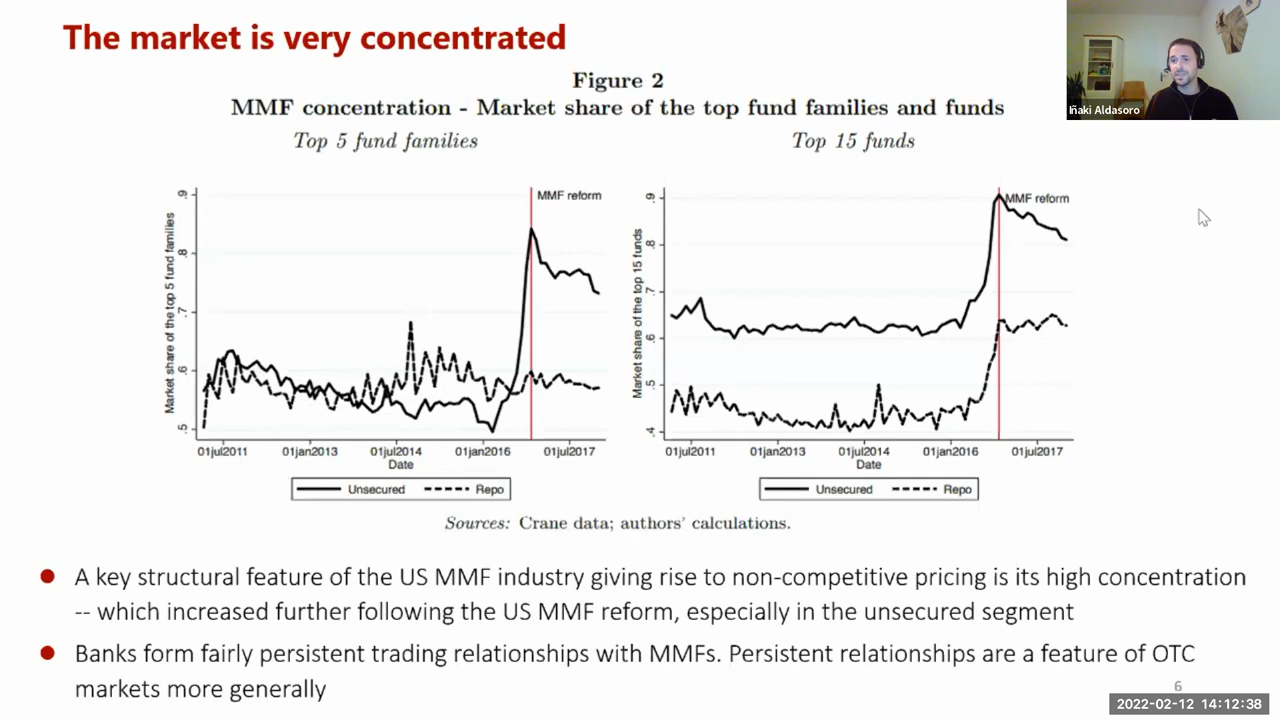 The market is very concentrated
Iñaki Aldasoro
Figure 2
MMF concentration - Market share of the top fund families and funds
Top 5 fund families
Top 15 funds
Market share of the top 5 fund families
.9
.8
.7
.6
.5
MMF reform
01jul2011
01jan2013
01jul2014
01jan2016
01jul2017
Date
Unsecured
Repo
Market share of the top 15 funds
.9
.8
.7
.6
.5
.4
MMF reform
01jul2011
01jan2013
01jul2014
01jan2016
01jul2017
Date
Unsecured
Repo
Sources: Crane data; authors' calculations.
A key structural feature of the US MMF industry giving rise to non-competitive pricing is its high concentration
-- which increased further following the US MMF reform, especially in the unsecured segment
Banks form fairly persistent trading relationships with MMFs. Persistent relationships are a feature of OTC
markets more generally
6
2022-02-12 14:12:38